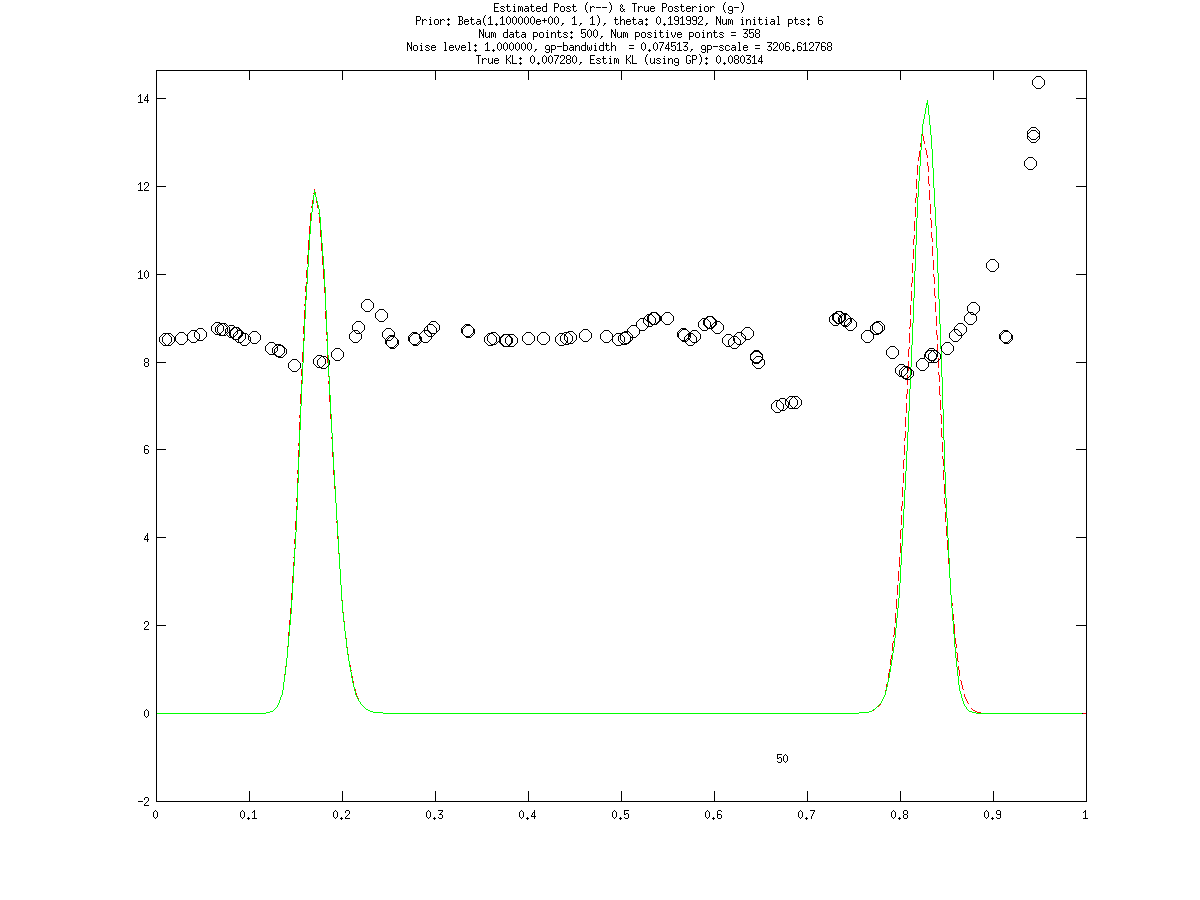 Estimated Post (r--) & True Posterior (g-)
Prior: Beta(1.100000e+00, 1, 1), theta: 0.191992, Num initial pts: 6
Num data points: 500, Num positive points = 358
Noise level: 1.000000, gp-bandwidth  = 0.074513, gp-scale = 3206.612768
True KL: 0.007280, Estim KL (using GP): 0.080314
14
12
10
8
6
4
2
0
50
-2
0 0.1 0.2 0.3 0.4 0.5 0.6 0.7 0.8 0.9 1